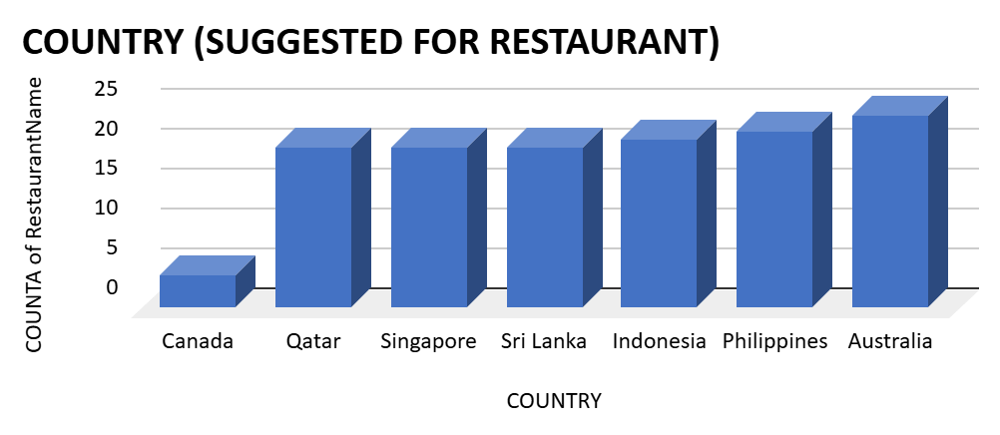 COUNTRY (SUGGESTED FOR RESTAURANT)
COUNTA of RestaurantName
25
20
15
10
5
0
Canada Qatar Singapore Sri Lanka Indonesia Philippines Australia
COUNTRY